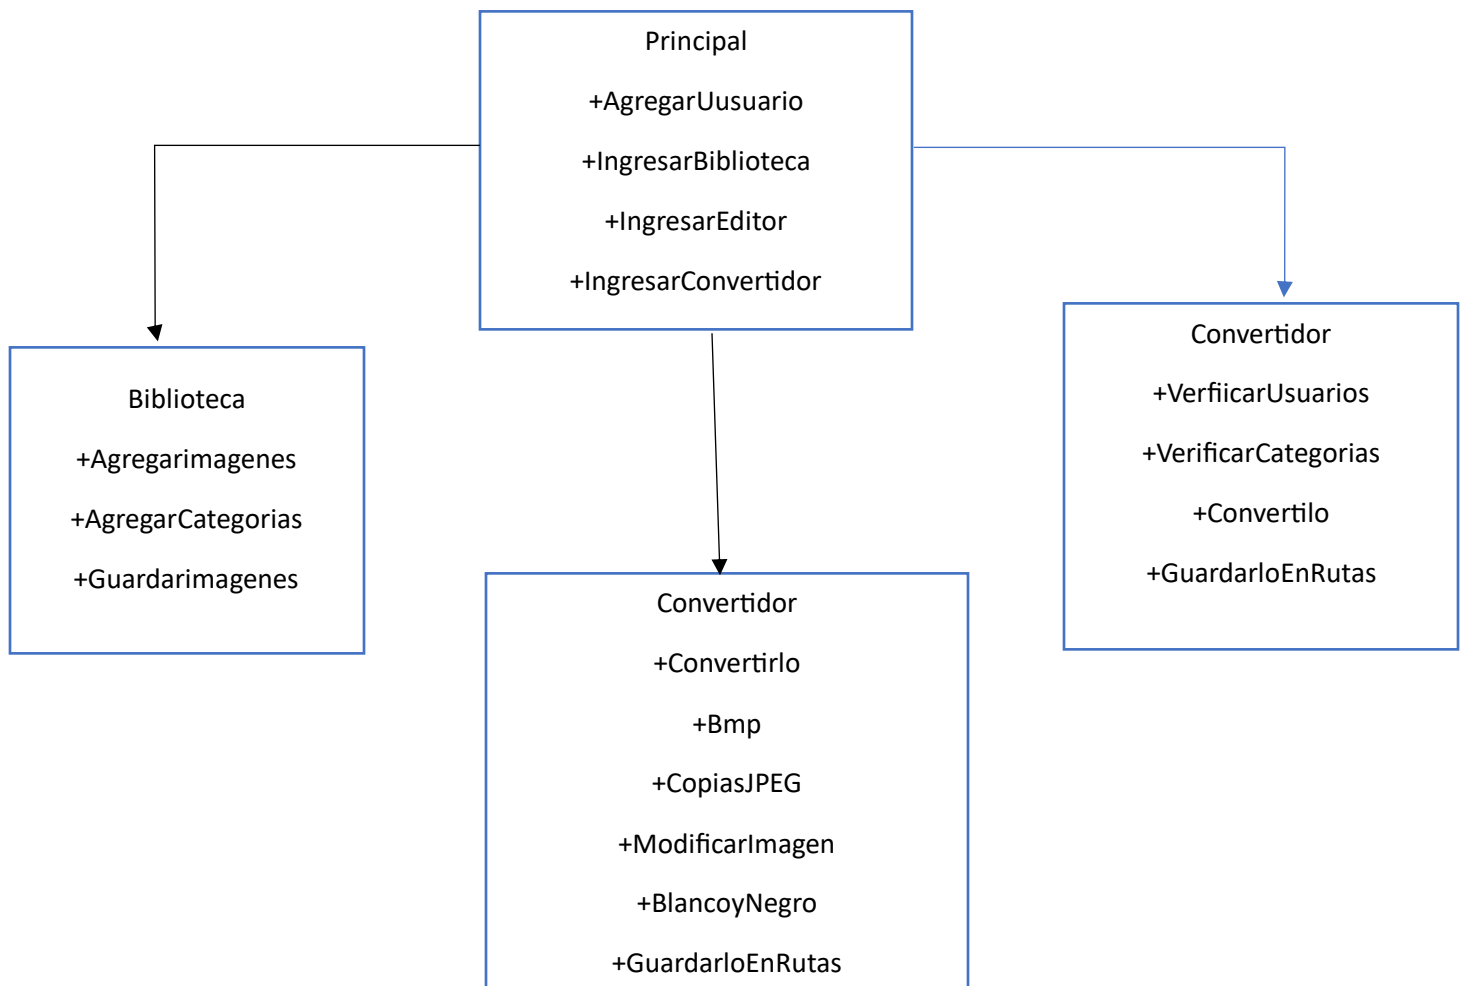 Principal
+AgregarUusuario
+IngresarBiblioteca
+IngresarEditor
+IngresarConvertidor
Biblioteca
+Agregarimagenes
+AgregarCategorias
+Guardarimagenes
Convertidor
+VerfiicarUsuarios
+VerificarCategorias
+Convertilo
+GuardarloEnRutas
Convertidor
+Convertirlo
+Bmp
+CopiasJPEG
+ModificarImagen
+BlancoyNegro
+GuardarloEnRutas